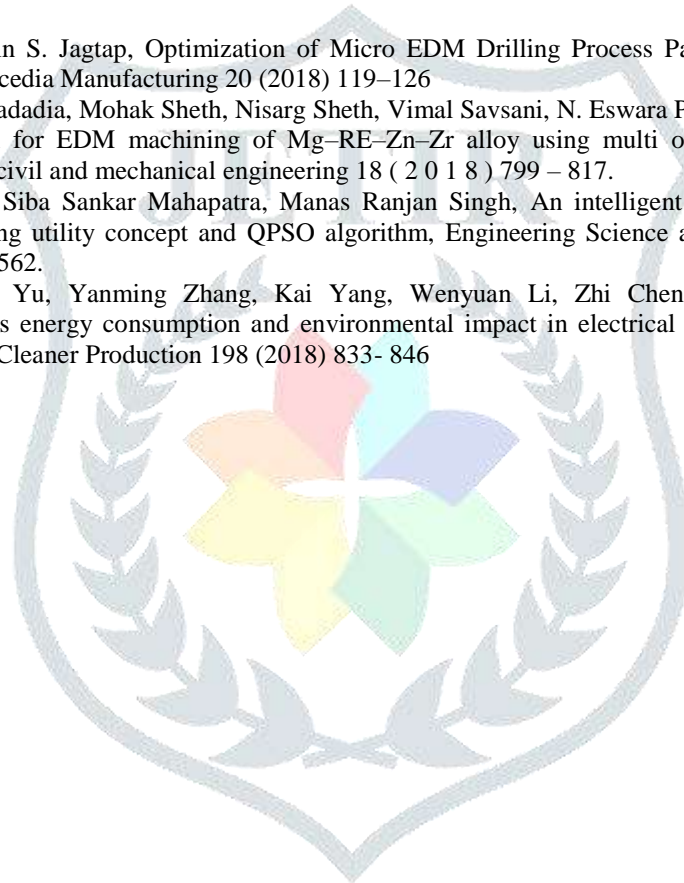 in S. Jagtap, Optimization of Micro EDM Drilling Process Pa
cedia Manufacturing 20 (2018) 119–126
adadia, Mohak Sheth, Nisarg Sheth, Vimal Savsani, N. Eswara P
for EDM machining of Mg–RE–Zn–Zr alloy using multi o
civil and mechanical engineering 18 ( 2 0 1 8 ) 799 – 817.
Siba Sankar Mahapatra, Manas Ranjan Singh, An intelligent
ng utility concept and QPSO algorithm, Engineering Science a
562.
Yu, Yanming Zhang, Kai Yang, Wenyuan Li, Zhi Chen
s energy consumption and environmental impact in electrical
Cleaner Production 198 (2018) 833- 846
JETIR